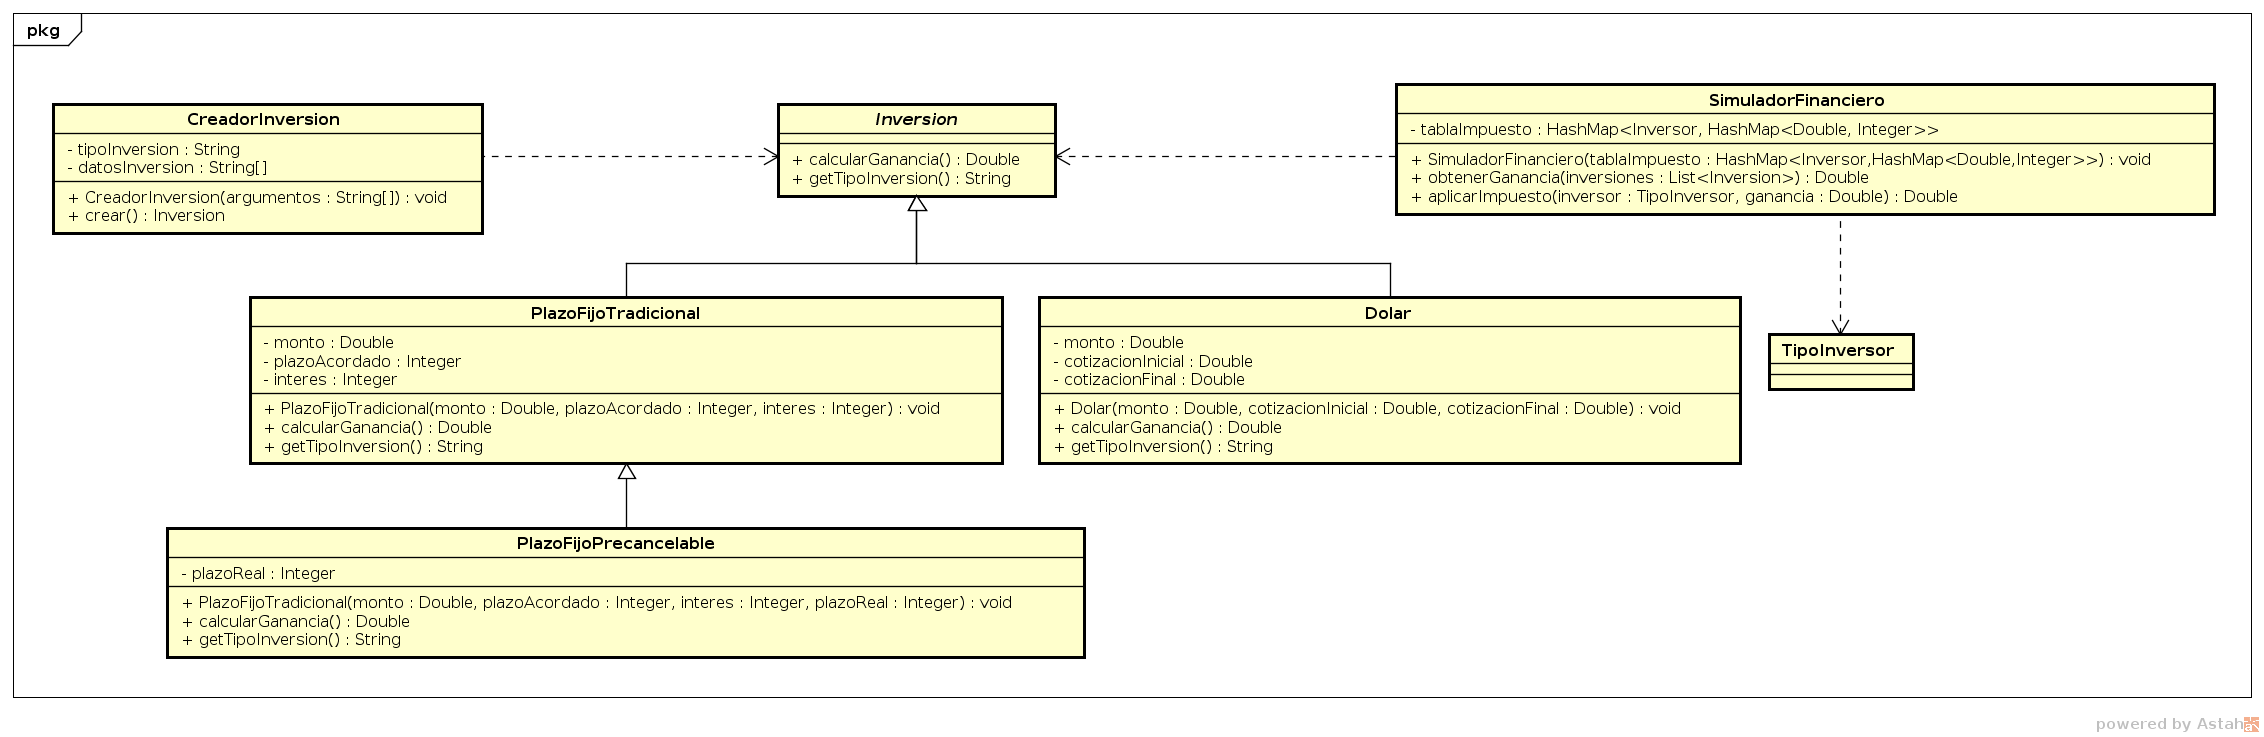 pkg
CreadorInversion
- tipoInversion : String
- datosInversion : String[]
+ CreadorInversion(argumentos : String[]) : void
+ crear() : Inversion
Inversion
+ calcularGanancia() : Double
+ getTipoInversion() : String
SimuladorFinanciero
- tablaImpuesto : HashMap<Inversor, HashMap<Double, Integer>>
+ SimuladorFinanciero(tablaImpuesto : HashMap<Inversor,HashMap<Double,Integer>>) : void
+ obtenerGanancia(inversiones : List<Inversion>) : Double
+ aplicarImpuesto(inversor : TipoInversor, ganancia : Double) : Double
PlazoFijoTradicional
- monto : Double
- plazoAcordado : Integer
- interes : Integer
+ PlazoFijoTradicional(monto : Double, plazoAcordado : Integer, interes : Integer) : void
+ calcularGanancia() : Double
+ getTipoInversion() : String
Dolar
- monto : Double
- cotizacionInicial : Double
- cotizacionFinal : Double
+ Dolar(monto : Double, cotizacionInicial : Double, cotizacionFinal : Double) : void
+ calcularGanancia() : Double
+ getTipoInversion() : String
TipoInversor
PlazoFijoPrecancelable
- plazoReal : Integer
+ PlazoFijoTradicional(monto : Double, plazoAcordado : Integer, interes : Integer, plazoReal : Integer) : void
+ calcularGanancia() : Double
+ getTipoInversion() : String
powered by Astah